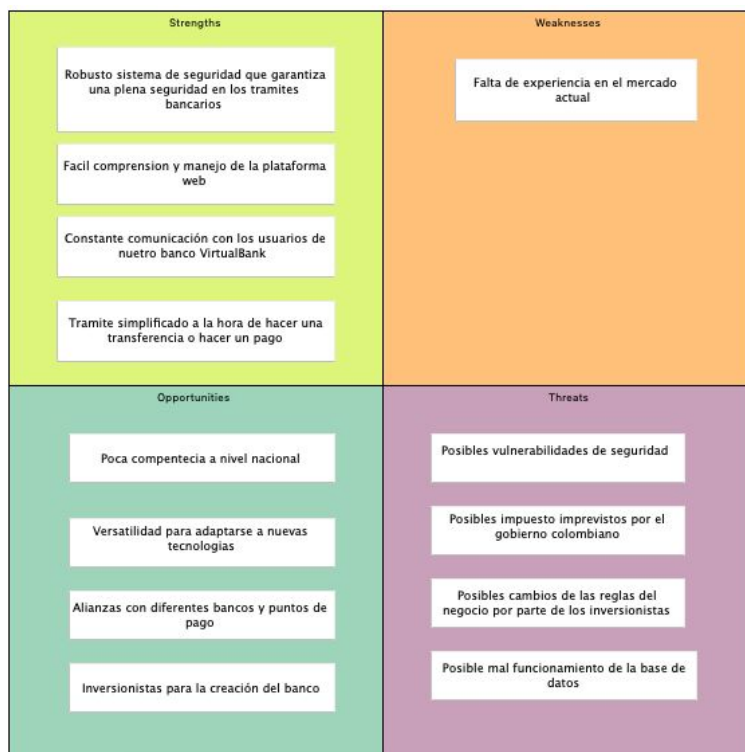 Strengths
Robusto sistema de seguridad que garantiza
una plena seguridad en los tramites
bancarios
Facil comprension y manejo de la plataforma
web
Constante comunicación con los usuarios de
nuetro banco VirtualBank
Tramite simplificado a la hora de hacer una
transferencia o hacer un pago
Weaknesses
Falta de experiencia en el mercado
actual
Opportunities
Poca compentecia a nivel nacional
Versatilidad para adaptarse a nuevas
tecnologias
Alianzas con diferentes bancos y puntos de
pago
Inversionistas para la creación del banco
Threats
Posibles vulnerabilidades de seguridad
Posibles impuesto imprevistos por el
gobierno colombiano
Posibles cambios de las reglas del
negocio por parte de los inversionistas
Posible mal funcionamiento de la base de
datos